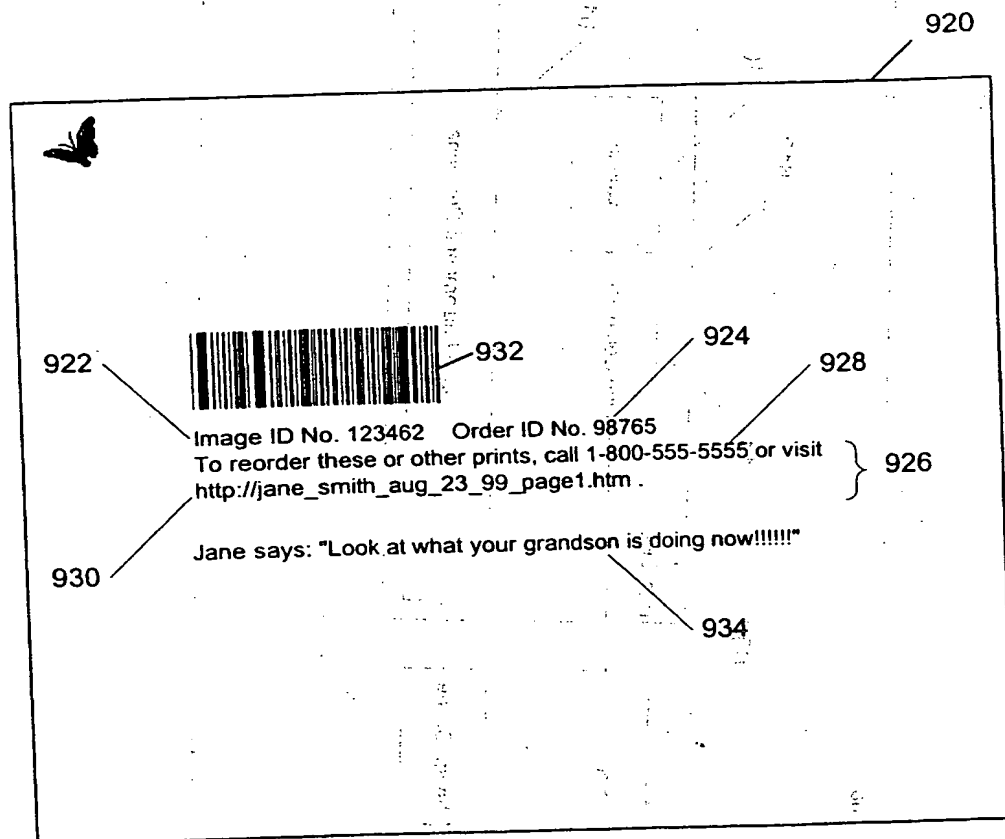 920
922
932
924
928
Image ID No. 123462 Order ID No. 98765
To reorder these or other prints, call 1-800-555-5555 or visit
http://jane_smith_aug_23_99_page1.htm .
926
Jane says: "Look at what your grandson is doing now!!!!!!"
930
934